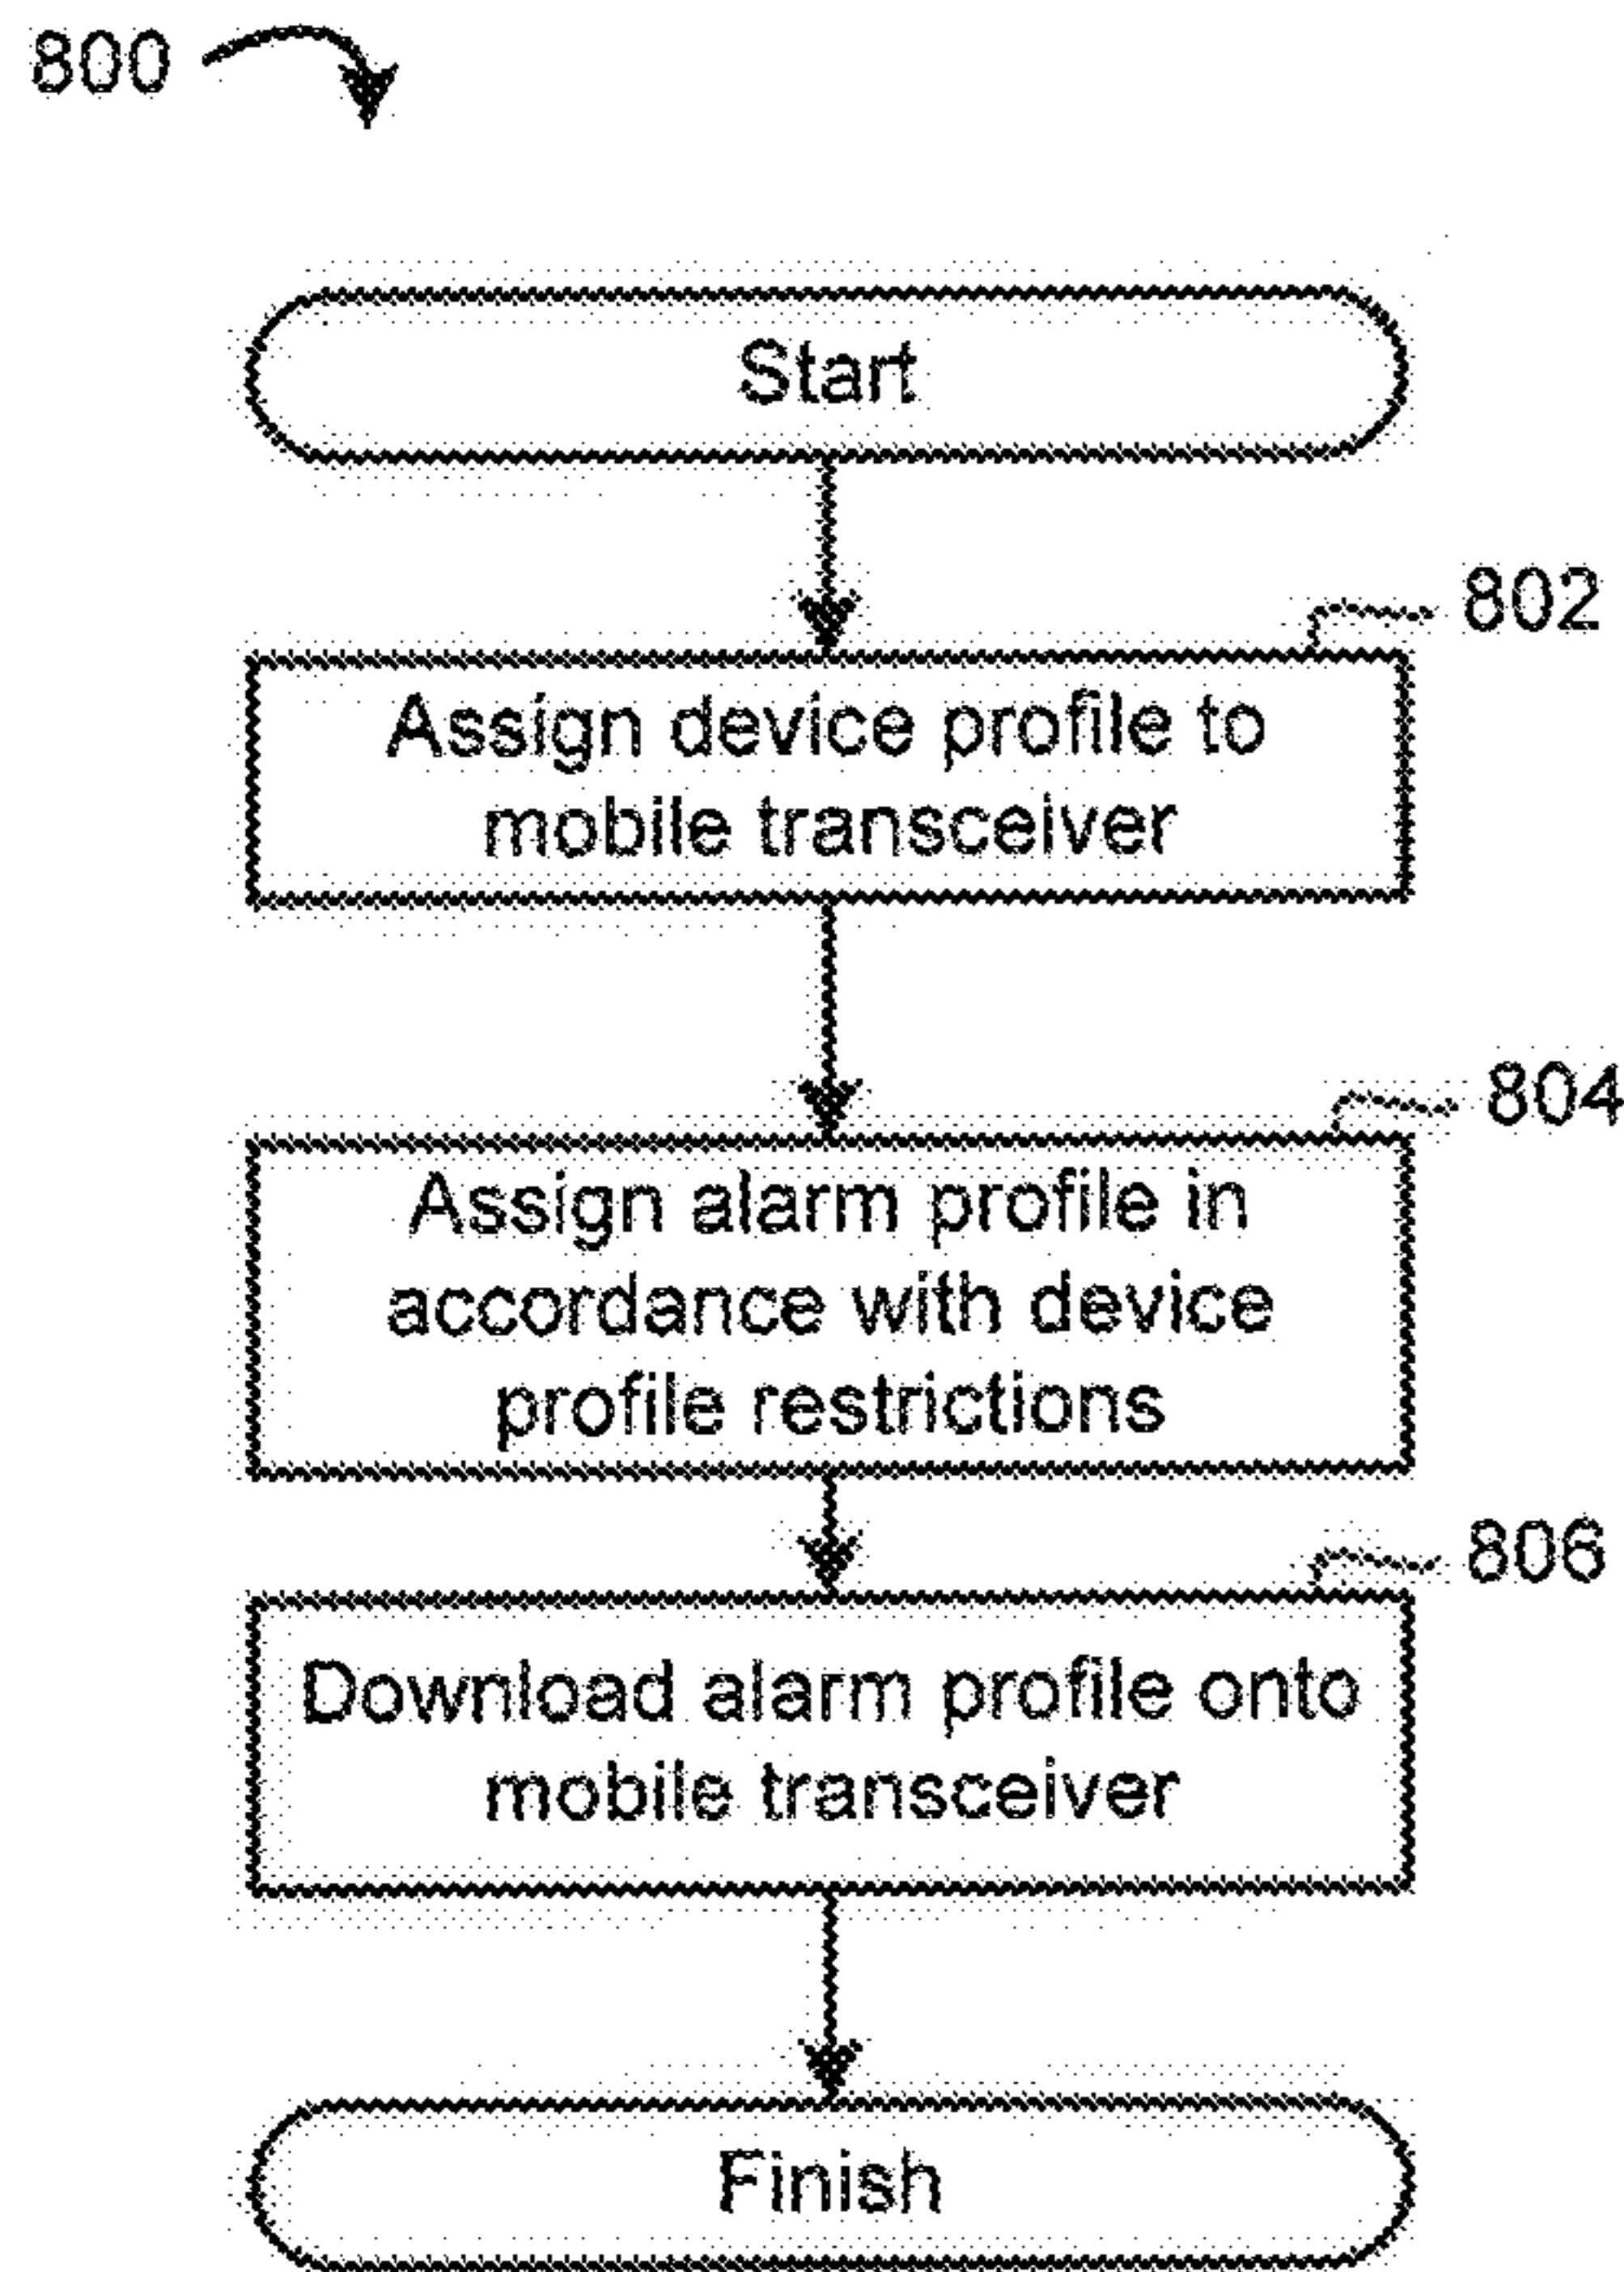 800
Start
802
Assign device profile to
mobile transceiver
804
Assign alarm profile in
accordance with device
profile restrictions
806
Download alarm profile onto
mobile transceiver
Finish